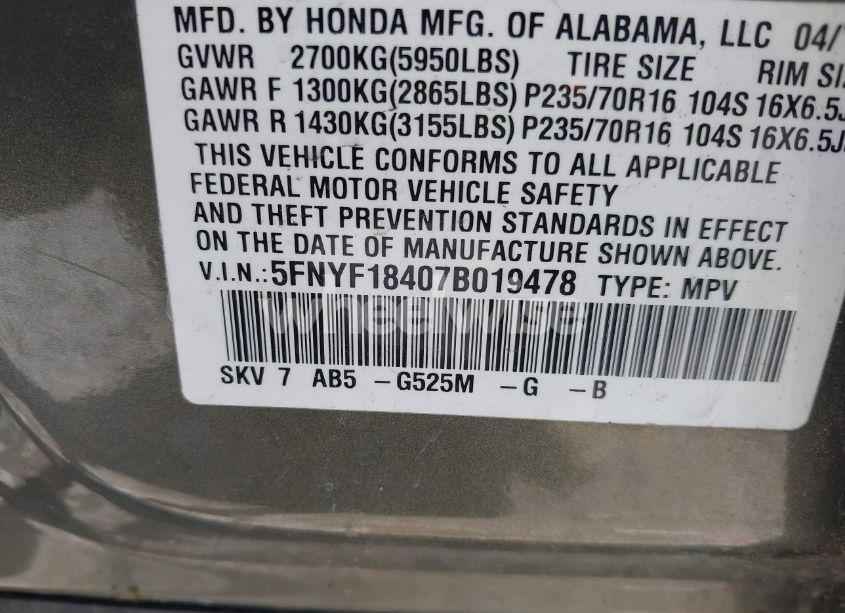 MFD. BY HONDA MFG. OF ALABAMA, LLC 04/
GVWR 2700KG(5950LBS) TIRE SIZE RIM
GAWR F 1300KG(2865LBS) P235/70R16 104S 16X6.5J
GAWR R 1430KG(3155LBS) P235/70R16 104S 16X6.5J
THIS VEHICLE CONFORMS TO ALL APPLICABLE
FEDERAL MOTOR VEHICLE SAFETY
AND THEFT PREVENTION STANDARDS IN EFFECT
ON THE DATE OF MANUFACTURE SHOWN ABOVE.
V.I.N.: 5FNYF18407B019478 TYPE: MPV
wheelwise
SKV 7 AB5 -G525M -G -B